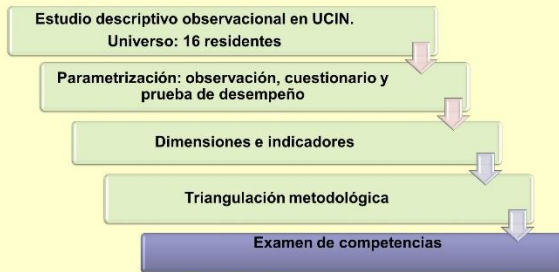 Estudio descriptivo observacional en UCIN.
Universo: 16 residentes
Parametrización: observación, cuestionario y
prueba de desempeño
Dimensiones e indicadores
Triangulación metodológica
Examen de competencias